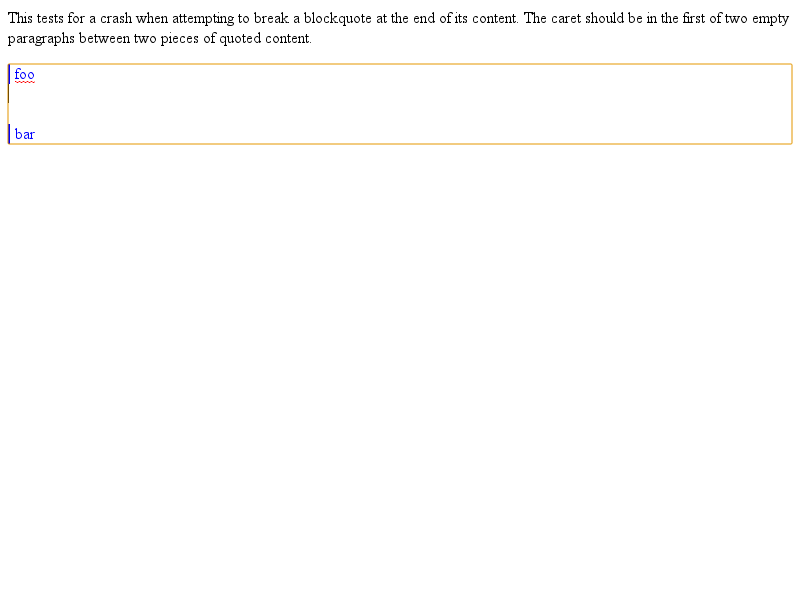 This tests for a crash when attempting to break a blockquote at the end of its content. The caret should be in the first of two empty
paragraphs between two pieces of quoted content.
foo
bar